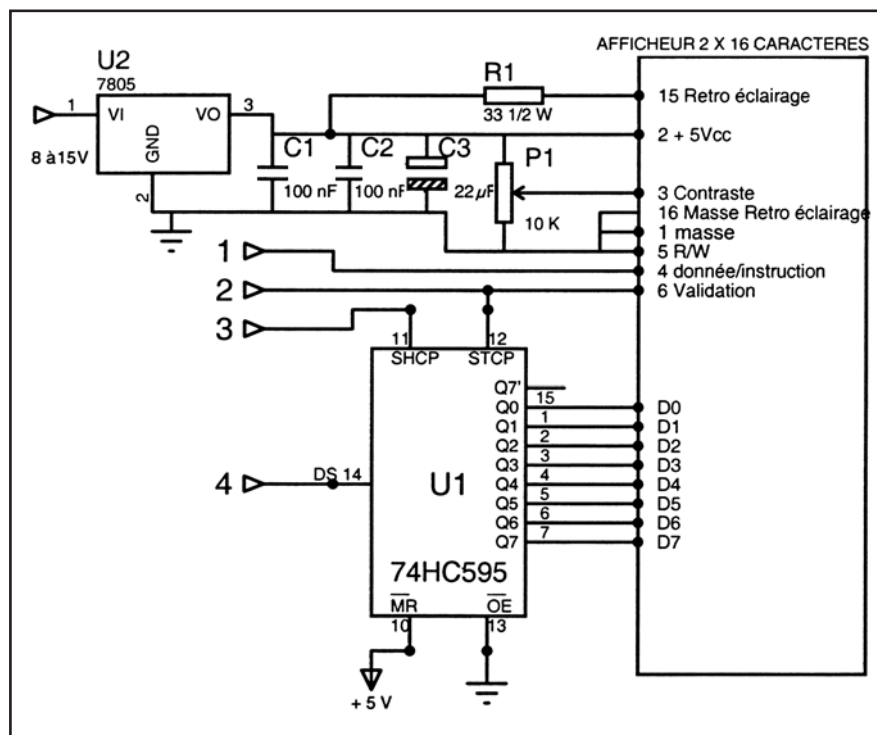 AFFICHEUR 2 X 16 CARACTERES
U2
7805
1
VI
VO
3
GND
2
8 à15V
R1
33 1/2 W
15 Retro éclairage
2 + 5Vcc
C1
100 nF
C2
100 nF
C3
22 µF
P1
10 K
3 Contraste
16 Masse Retro éclairage
1 masse
5 R/W
4 donnée/instruction
6 Validation
1
2
3
11
12
SHCP
STCP
Q7'
15
Q0
D0
1
Q1
D1
2
Q2
D2
3
Q3
D3
4
Q4
D4
5
Q5
D5
6
Q6
D6
7
Q7
D7
4
DS 14
U1
74HC595
MR
OE
10
13
+ 5 V